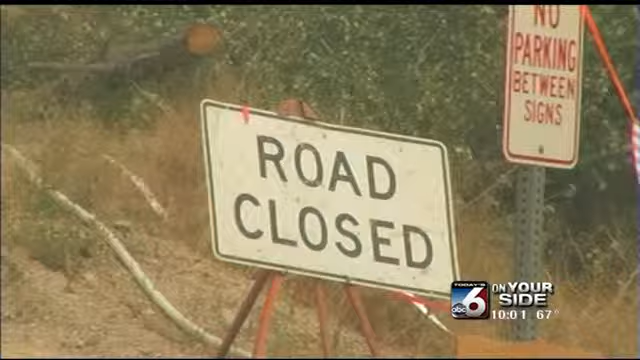 NO
PARKING
BETWEEN
SIGNS
ROAD
CLOSED
TODAY'S
6
abc
ON YOUR
SIDE
10:01 67°